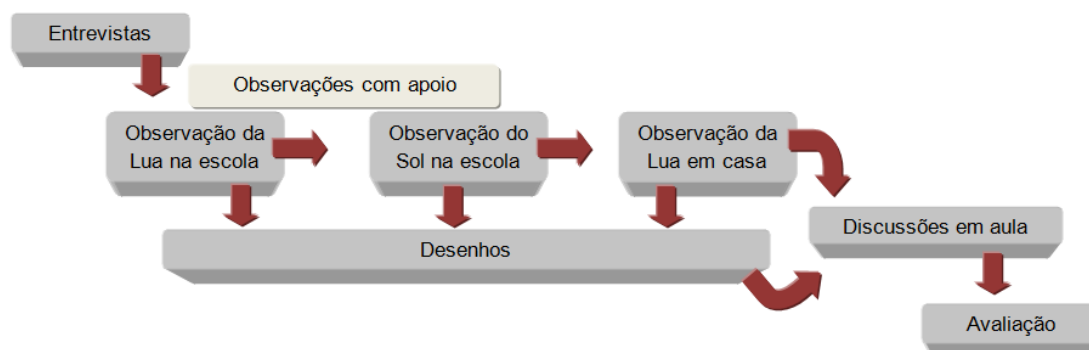 Entrevistas
Observações com apoio
Observação da
Lua na escola
Observação do
Sol na escola
Observação da
Lua em casa
Desenhos
Discussões em aula
Avaliação